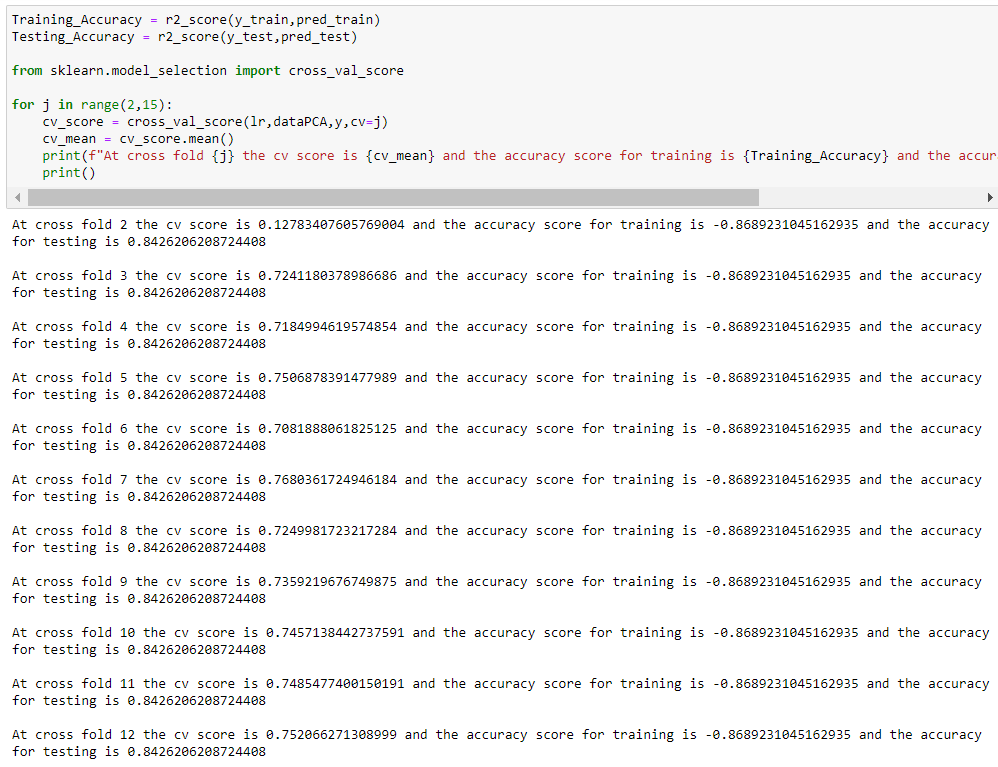 Training_Accuracy = r2_score(y_train,pred_train)
Testing_Accuracy = r2_score(y_test,pred_test)
from sklearn.model_selection import cross_val_score
for j in range(2,15):
    cv_score = cross_val_score(lr,dataPCA,y,cv=j)
    cv_mean = cv_score.mean()
    print(f"At cross fold {j} the cv score is {cv_mean} and the accuracy score for training is {Training_Accuracy} and the accur
    print()
At cross fold 2 the cv score is 0.12783407605769004 and the accuracy score for training is -0.8689231045162935 and the accuracy
for testing is 0.8426206208724408
At cross fold 3 the cv score is 0.7241180378986686 and the accuracy score for training is -0.8689231045162935 and the accuracy
for testing is 0.8426206208724408
At cross fold 4 the cv score is 0.7184994619574854 and the accuracy score for training is -0.8689231045162935 and the accuracy
for testing is 0.8426206208724408
At cross fold 5 the cv score is 0.7506878391477989 and the accuracy score for training is -0.8689231045162935 and the accuracy
for testing is 0.8426206208724408
At cross fold 6 the cv score is 0.7081888061825125 and the accuracy score for training is -0.8689231045162935 and the accuracy
for testing is 0.8426206208724408
At cross fold 7 the cv score is 0.7680361724946184 and the accuracy score for training is -0.8689231045162935 and the accuracy
for testing is 0.8426206208724408
At cross fold 8 the cv score is 0.7249981723217284 and the accuracy score for training is -0.8689231045162935 and the accuracy
for testing is 0.8426206208724408
At cross fold 9 the cv score is 0.7359219676749875 and the accuracy score for training is -0.8689231045162935 and the accuracy
for testing is 0.8426206208724408
At cross fold 10 the cv score is 0.7457138442737591 and the accuracy score for training is -0.8689231045162935 and the accuracy
for testing is 0.8426206208724408
At cross fold 11 the cv score is 0.7485477400150191 and the accuracy score for training is -0.8689231045162935 and the accuracy
for testing is 0.8426206208724408
At cross fold 12 the cv score is 0.752066271308999 and the accuracy score for training is -0.8689231045162935 and the accuracy
for testing is 0.8426206208724408